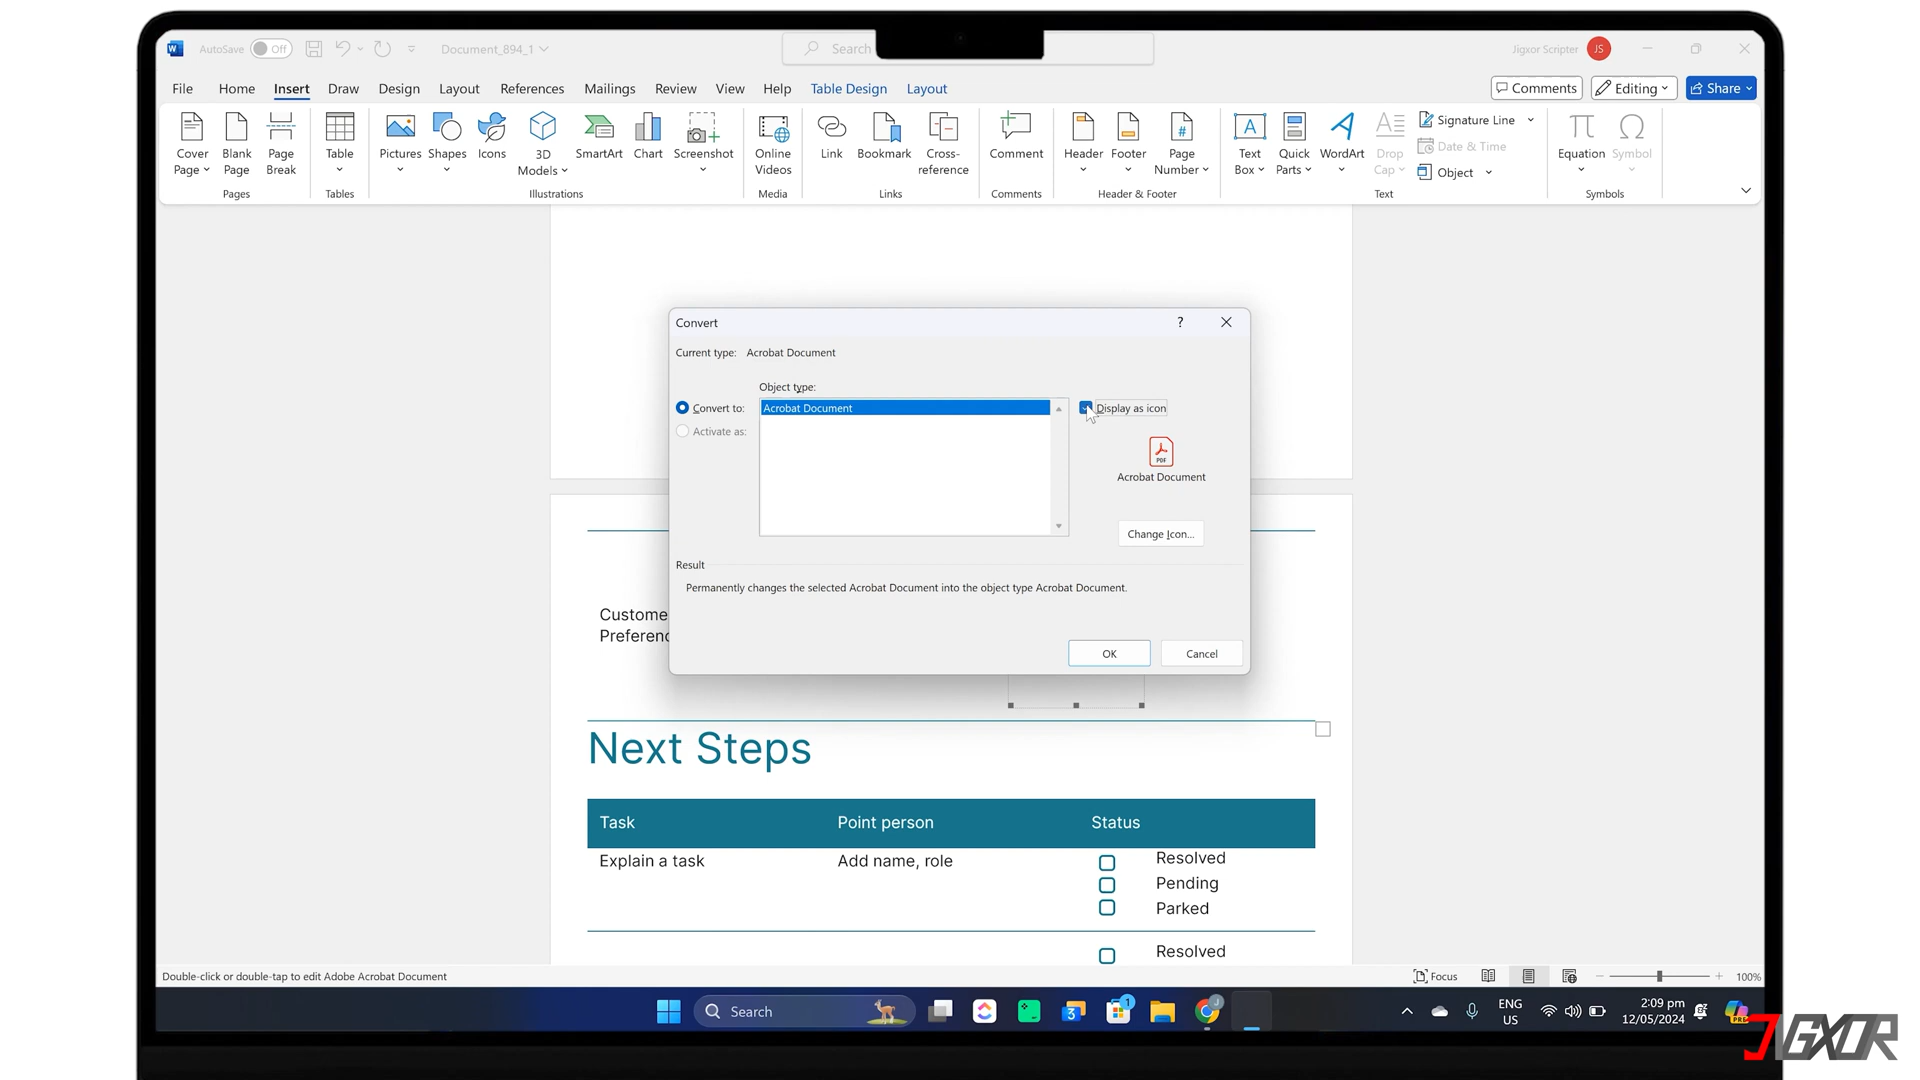 AutoSave Off Document_894_1 Search Jigxor Scripter JS
File Home Insert Draw Design Layout References Mailings Review View Help Table Design Layout Comments Editing Share
Cover Page
Blank Page
Page Break
Pages
Table
Tables
Pictures
Shapes
Icons
3D Models
SmartArt
Chart
Screenshot
Illustrations
Online Videos
Media
Link
Bookmark
Cross-reference
Links
Comment
Comments
Header
Footer
Page Number
Header & Footer
Text Box
Quick Parts
WordArt
Drop Cap
Signature Line
Date & Time
Object
Text
Equation
Symbol
Symbols
Convert ?
Current type: Acrobat Document
Object type:
Convert to: Acrobat Document Display as icon
Activate as:
PDF
Acrobat Document
Change Icon...
Result
Permanently changes the selected Acrobat Document into the object type Acrobat Document.
OK Cancel
Custome
Preferenc
Next Steps
Task Point person Status
Explain a task Add name, role Resolved
Pending
Parked
Resolved
Double-click or double-tap to edit Adobe Acrobat Document Focus 100%
Search 3 1 J ENG US 2:09 pm 12/05/2024 PRE
JIGXOR